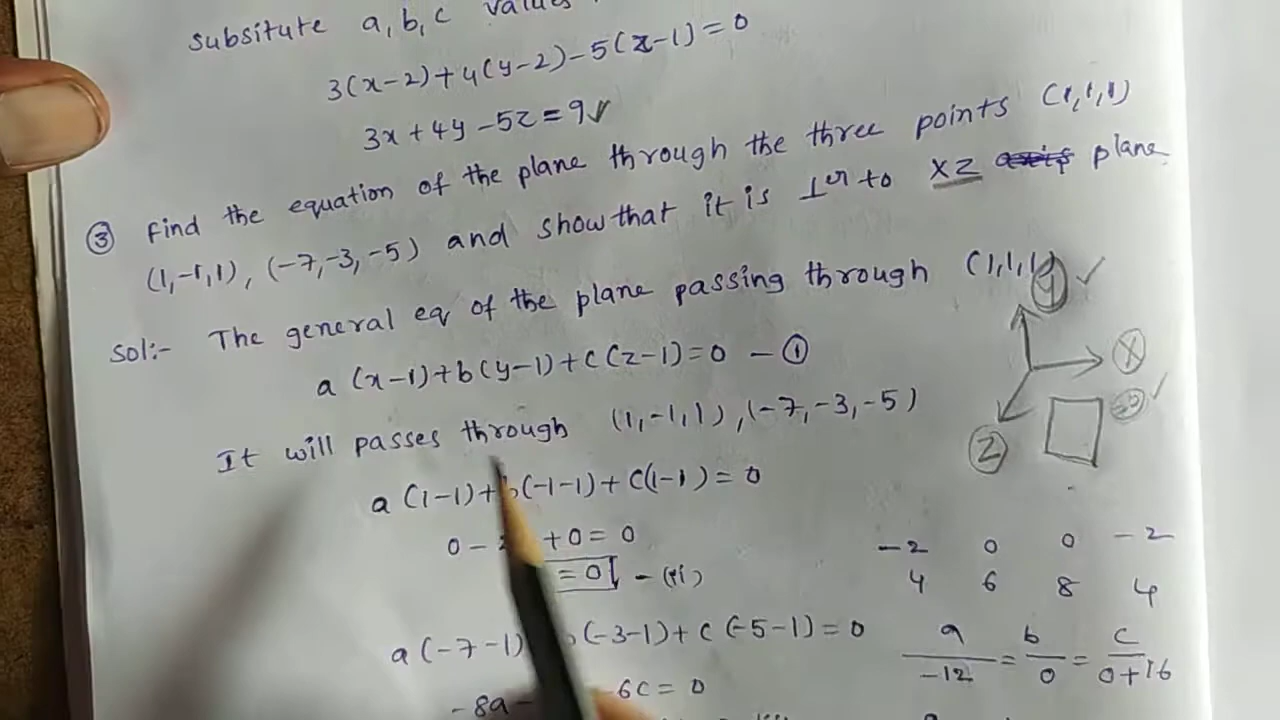 subsitute a, b, c values
3(x-2)+4(y-2)-5(z-1)=0
3x+4y-5z=9✓
③ Find the equation of the plane through the three points (1,1,1)
(1,-1,1), (-7,-3,-5) and show that it is ⊥er to XZ plane
Sol:- The general eq of the plane passing through (1,1,1)
a(x-1)+b(y-1)+c(z-1)=0 -①
It will passes through (1,-1,1), (-7,-3,-5)
a(1-1)+b(-1-1)+c(1-1)=0
0- +0=0
=0 -(ii)
a(-7-1) (-3-1)+c(-5-1)=0
-8a- -6c=0
y ✓
X
Z
-2 0 0 -2
4 6 8 4
a/-12 = b/0 = c/0+16